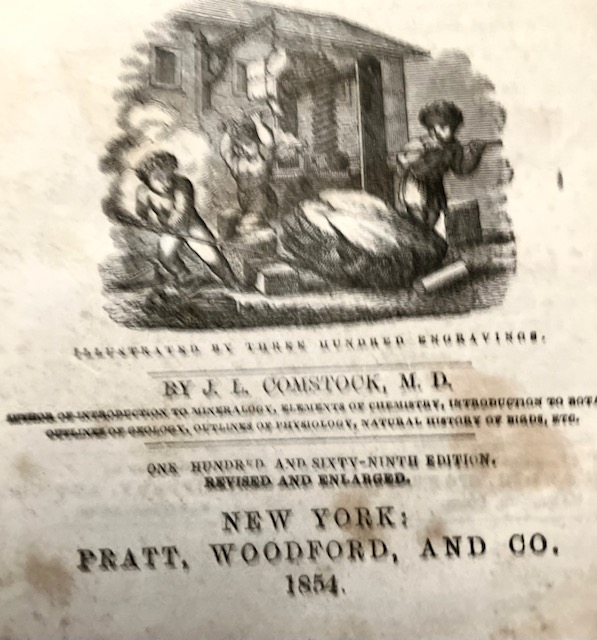 ILLUSTRATED BY THREE HUNDRED ENGRAVINGS.
BY J. L. COMSTOCK, M. D.
AUTHOR OF INTRODUCTION TO MINERALOGY, ELEMENTS OF CHEMISTRY, INTRODUCTION TO BOTA
OUTLINES OF GEOLOGY, OUTLINES OF PHYSIOLOGY, NATURAL HISTORY OF BIRDS, ETC.
ONE HUNDRED AND SIXTY-NINTH EDITION.
REVISED AND ENLARGED.
NEW YORK:
PRATT, WOODFORD, AND CO.
1854.